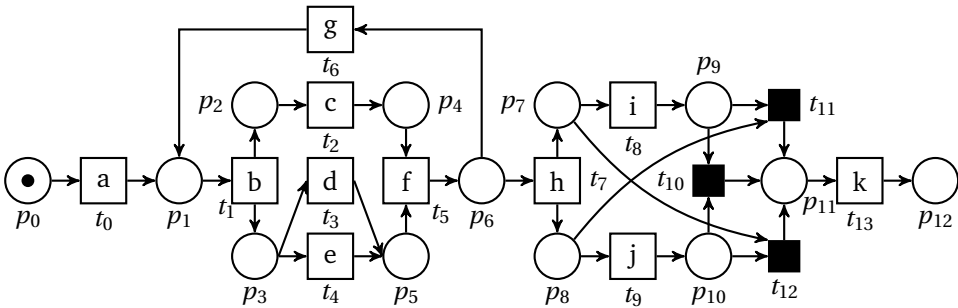 g
t6
p2 c p4 p7 i p9 t11
t2 t8
a b d f h t7 t10 k
p0 t0 p1 t1 t3 t5 p6 p11 t13 p12
e j
p3 t4 p5 p8 t9 p10 t12